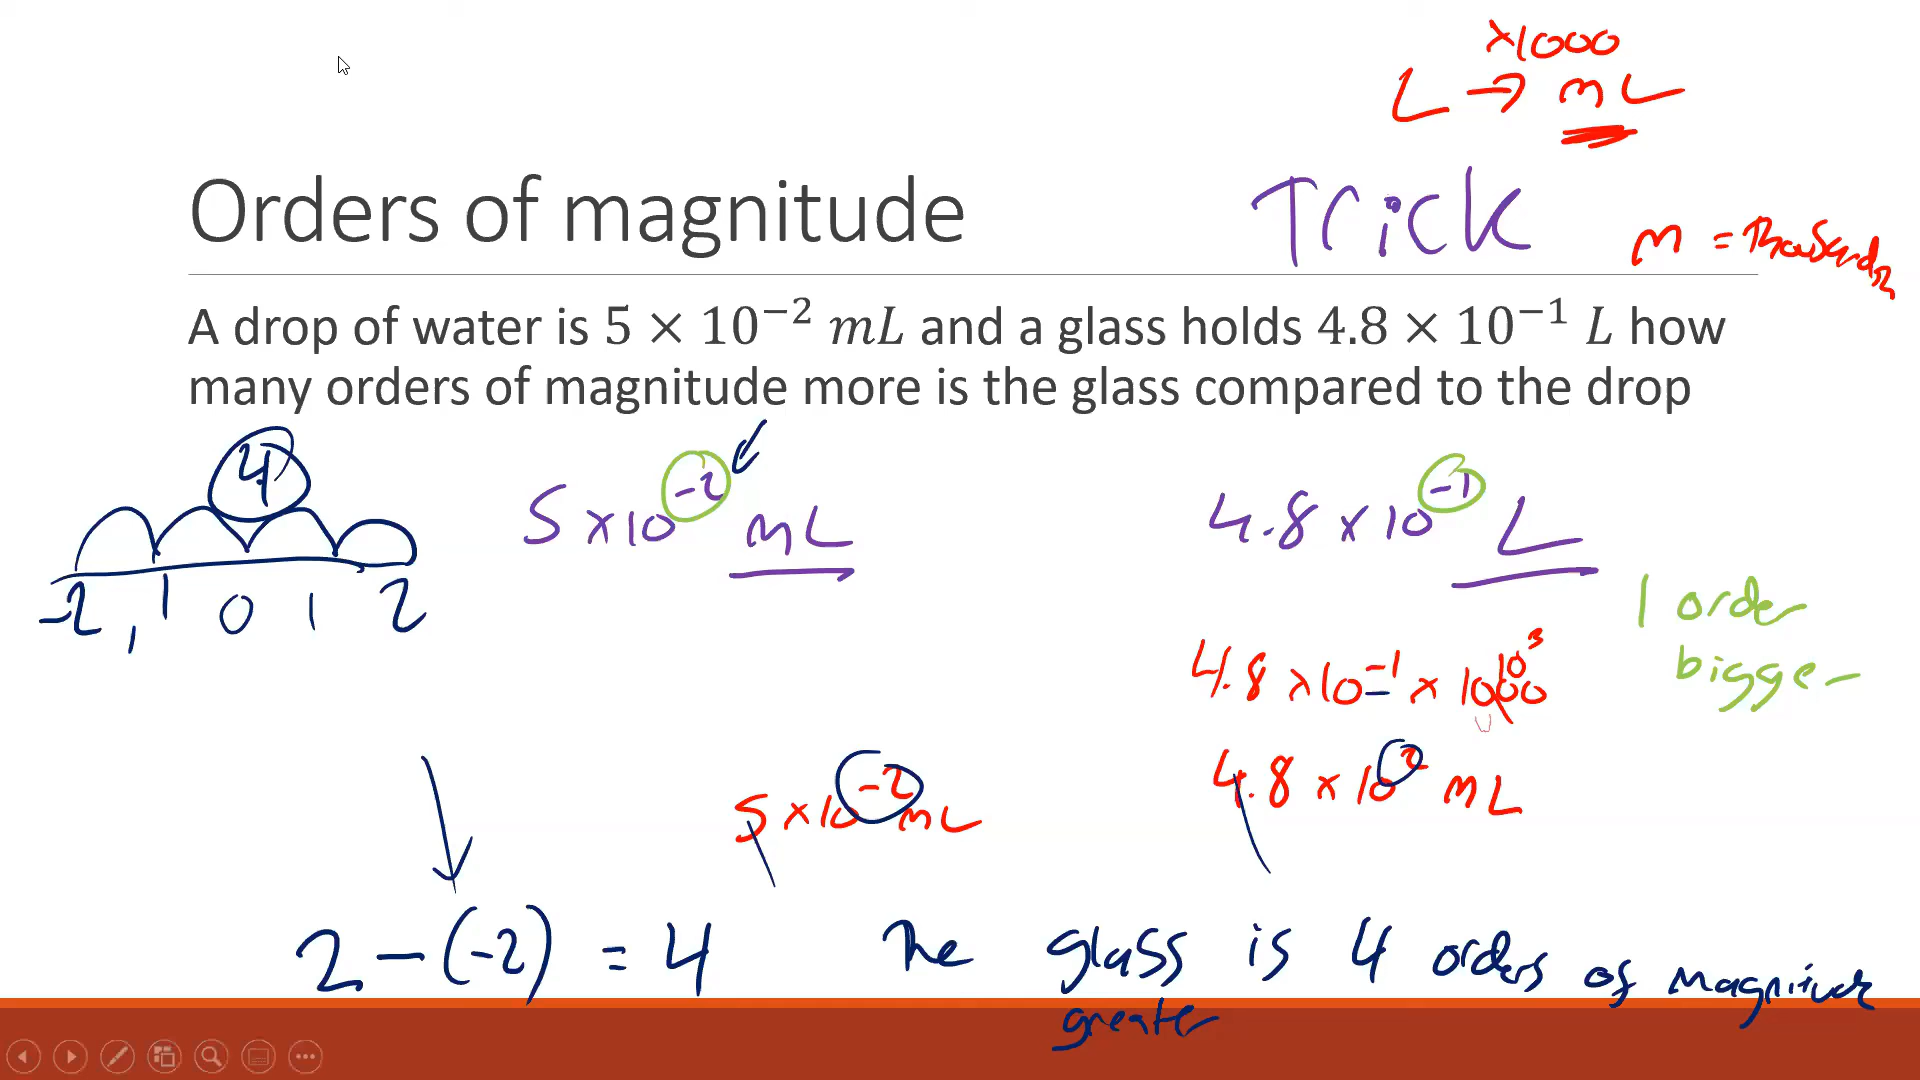 ×1000
L → mL
Orders of magnitude
Trick
m = Thousandth
A drop of water is 5 × 10⁻² mL and a glass holds 4.8 × 10⁻¹ L how
many orders of magnitude more is the glass compared to the drop
4
5 ×10⁻² mL
4.8 × 10⁻¹ L
-2 , 1 0 1 2
1 order
bigger
4.8 ×10⁻¹ × 1000 10³
5 ×10⁻² mL
4.8 × 10² mL
2 - (-2) = 4
The glass is 4 orders of magnitude
greater